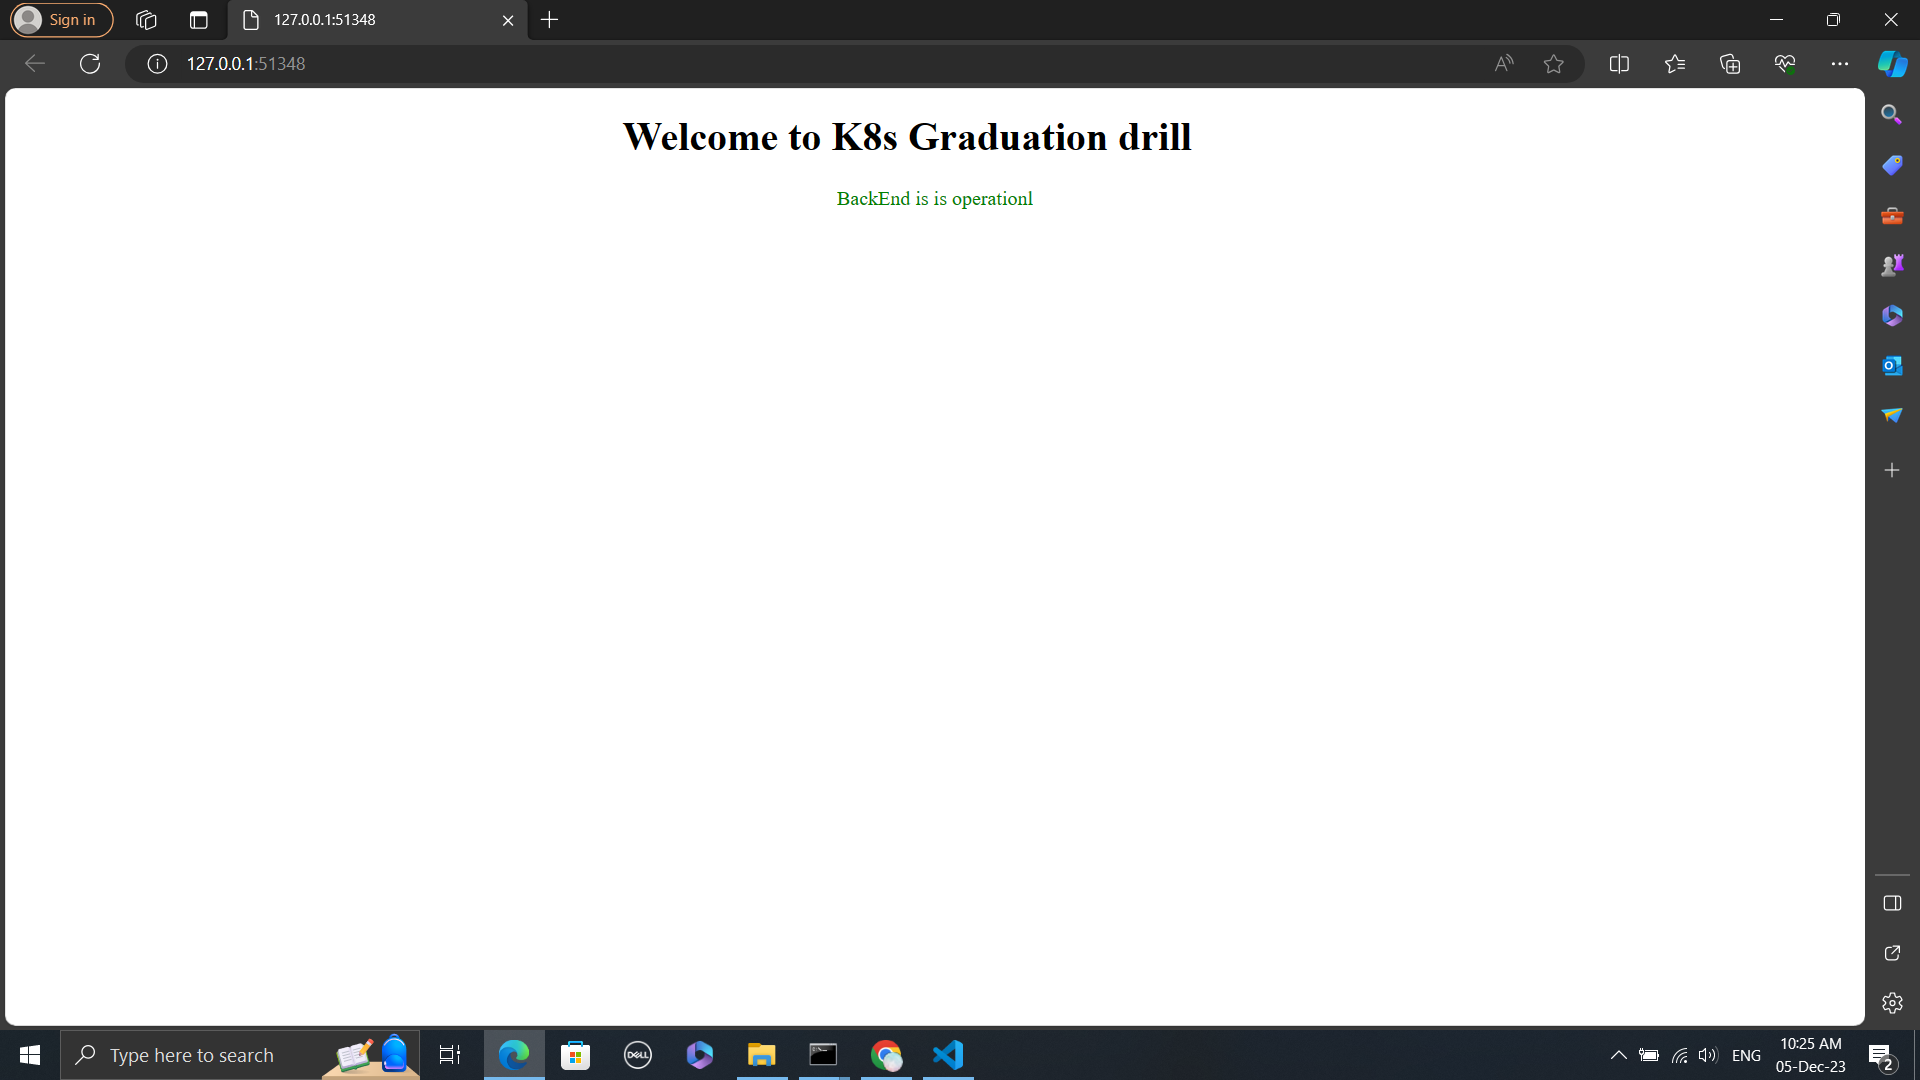 Sign in
127.0.0.1:51348
127.0.0.1:51348
Welcome to K8s Graduation drill
BackEnd is is operationl
Type here to search
DELL
ENG
10:25 AM
05-Dec-23
2